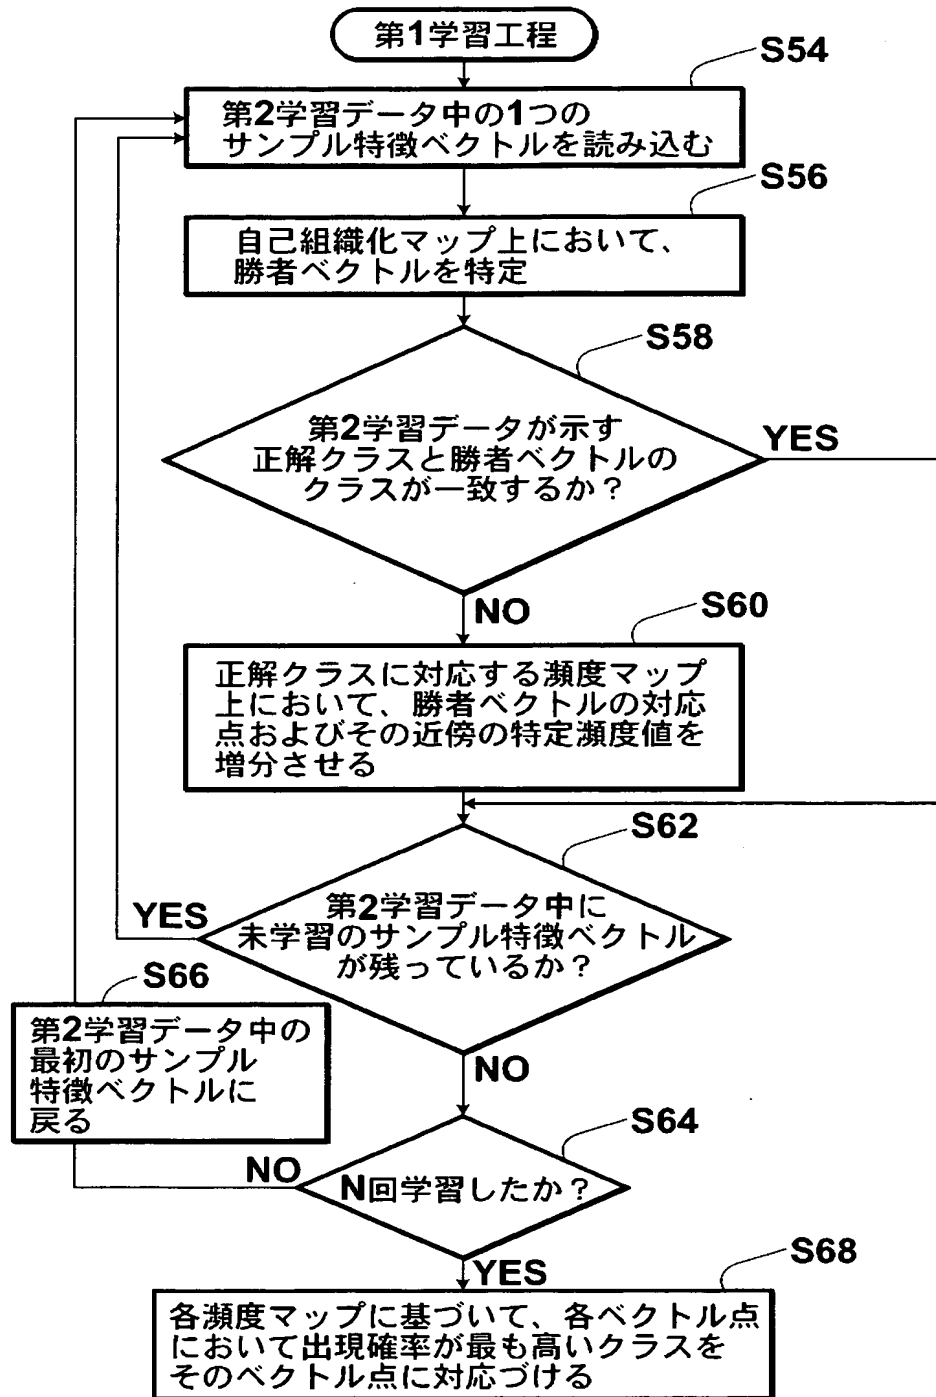 第1学習工程
S54
第2学習データ中の1つの
サンプル特徴ベクトルを読み込む
S56
自己組織化マップ上において、
勝者ベクトルを特定
S58
第2学習データが示す
正解クラスと勝者ベクトルの
クラスが一致するか?
YES
NO
S60
正解クラスに対応する瀕度マップ
上において、勝者ベクトルの対応
点およびその近傍の特定瀕度値を
増分させる
S62
第2学習データ中に
未学習のサンプル特徴ベクトル
が残っているか?
YES
NO
S66
第2学習データ中の
最初のサンプル
特徴ベクトルに
戻る
S64
N回学習したか?
NO
YES
S68
各瀕度マップに基づいて、各ベクトル点
において出現確率が最も高いクラスを
そのベクトル点に対応づける